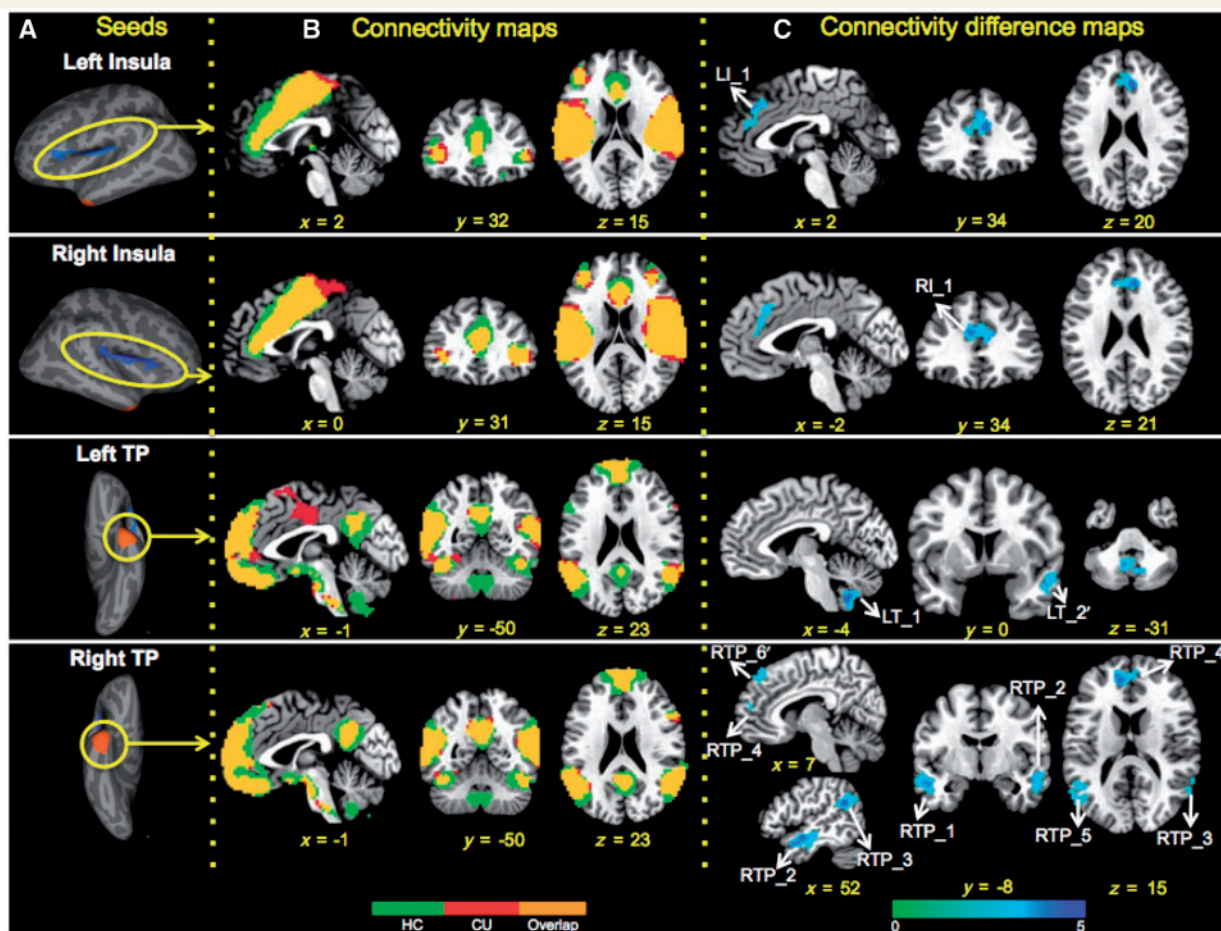 A Seeds B Connectivity maps C Connectivity difference maps
Left Insula
LI_1
x = 2 y = 32 z = 15 x = 2 y = 34 z = 20
Right Insula
RI_1
x = 0 y = 31 z = 15 x = -2 y = 34 z = 21
Left TP
LT_1 LT_2′
x = -1 y = -50 z = 23 x = -4 y = 0 z = -31
Right TP
RTP_6′ RTP_4
RTP_2
RTP_4
x = 7
RTP_1 RTP_5 RTP_3
x = -1 y = -50 z = 23
RTP_3
RTP_2
x = 52 y = -8 z = 15
HC CU Overlap
0 5